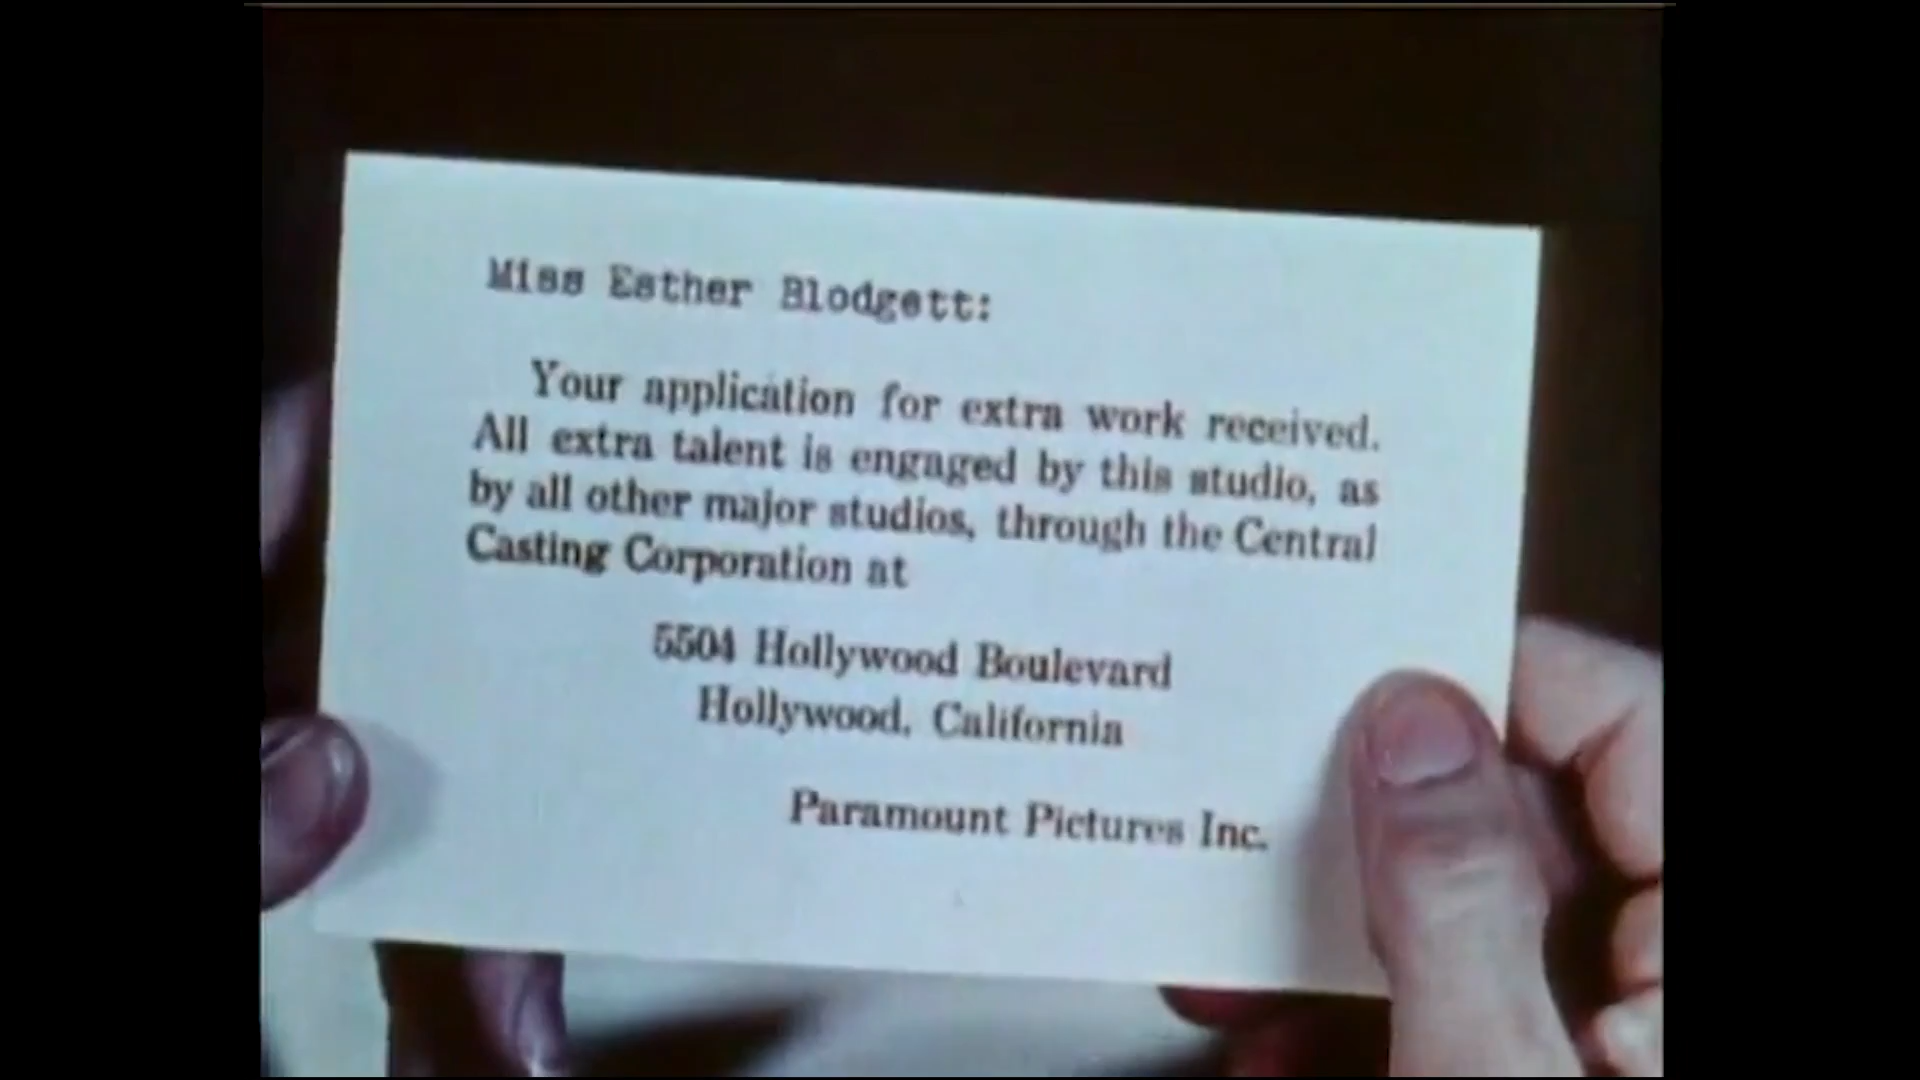 Miss Esther Blodgett:
Your application for extra work received.
All extra talent is engaged by this studio, as
by all other major studios, through the Central
Casting Corporation at
5504 Hollywood Boulevard
Hollywood, California
Paramount Pictures Inc.